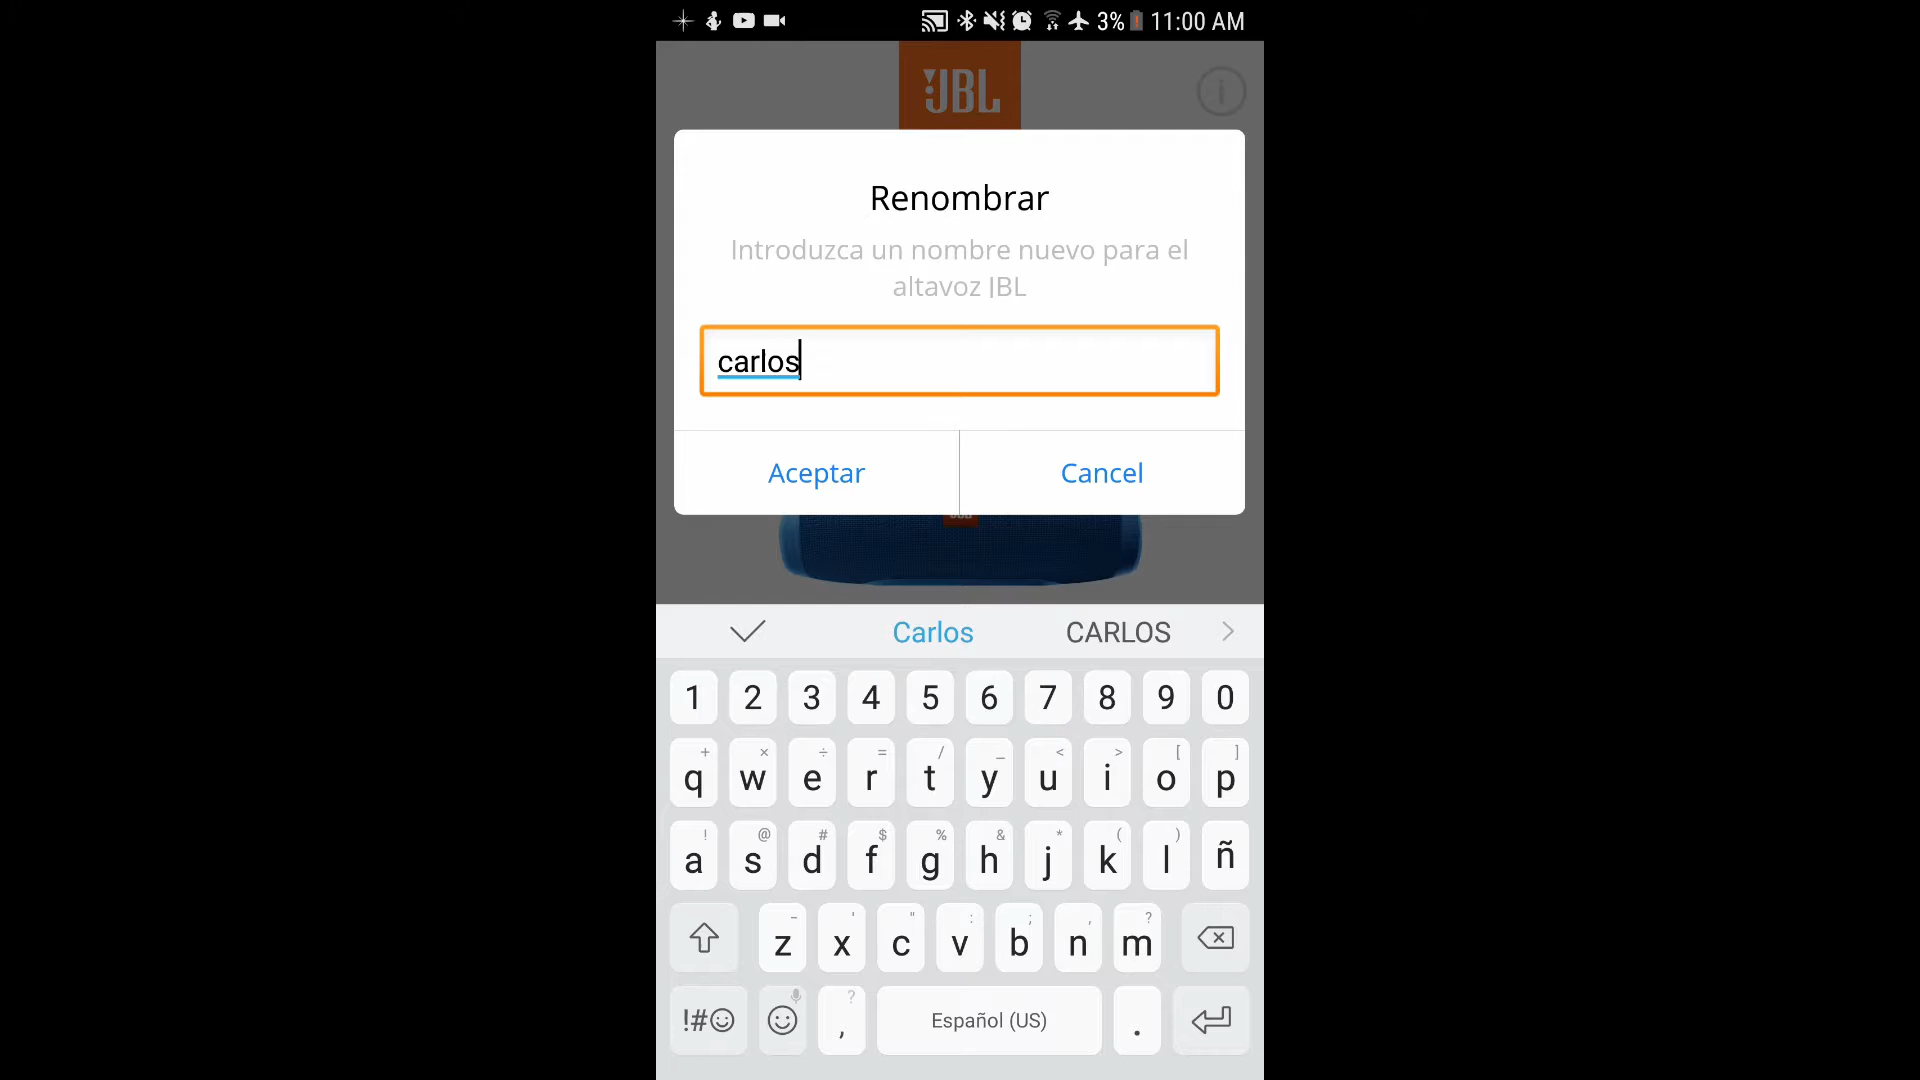 3% 11:00 AM
JBL
Renombrar
Introduzca un nombre nuevo para el
altavoz JBL
carlos
Aceptar Cancel
Carlos CARLOS
1 2 3 4 5 6 7 8 9 0
+ × ÷ = / _ < > [ ]
q w e r t y u i o p
! @ # $ % & * ( )
a s d f g h j k l ñ
- ' " : ; , ?
z x c v b n m
?
!#☺ , Español (US) .